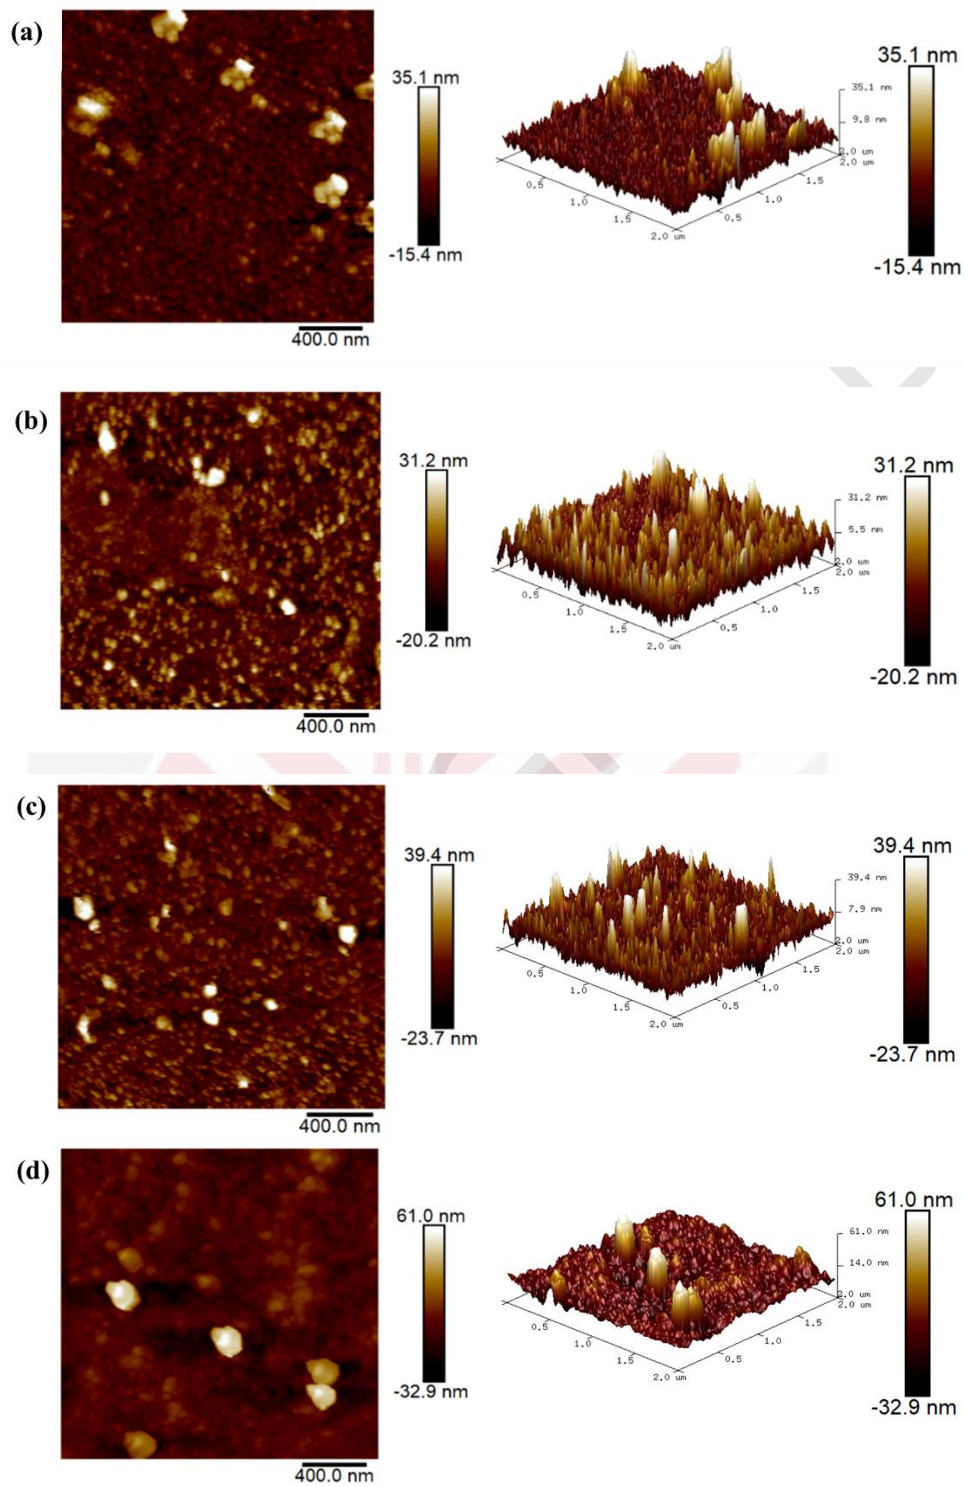 (a)
35.1 nm
-15.4 nm
400.0 nm
35.1 nm
9.8 nm
2.0 um
2.0 um
0.5
1.0
1.5
2.0 um
0.5
1.0
1.5
35.1 nm
-15.4 nm
(b)
31.2 nm
-20.2 nm
400.0 nm
31.2 nm
5.5 nm
2.0 um
2.0 um
0.5
1.0
1.5
2.0 um
0.5
1.0
1.5
31.2 nm
-20.2 nm
(c)
39.4 nm
-23.7 nm
400.0 nm
39.4 nm
7.9 nm
2.0 um
2.0 um
0.5
1.0
1.5
2.0 um
0.5
1.0
1.5
39.4 nm
-23.7 nm
(d)
61.0 nm
-32.9 nm
400.0 nm
61.0 nm
14.0 nm
2.0 um
2.0 um
0.5
1.0
1.5
2.0 um
0.5
1.0
1.5
61.0 nm
-32.9 nm